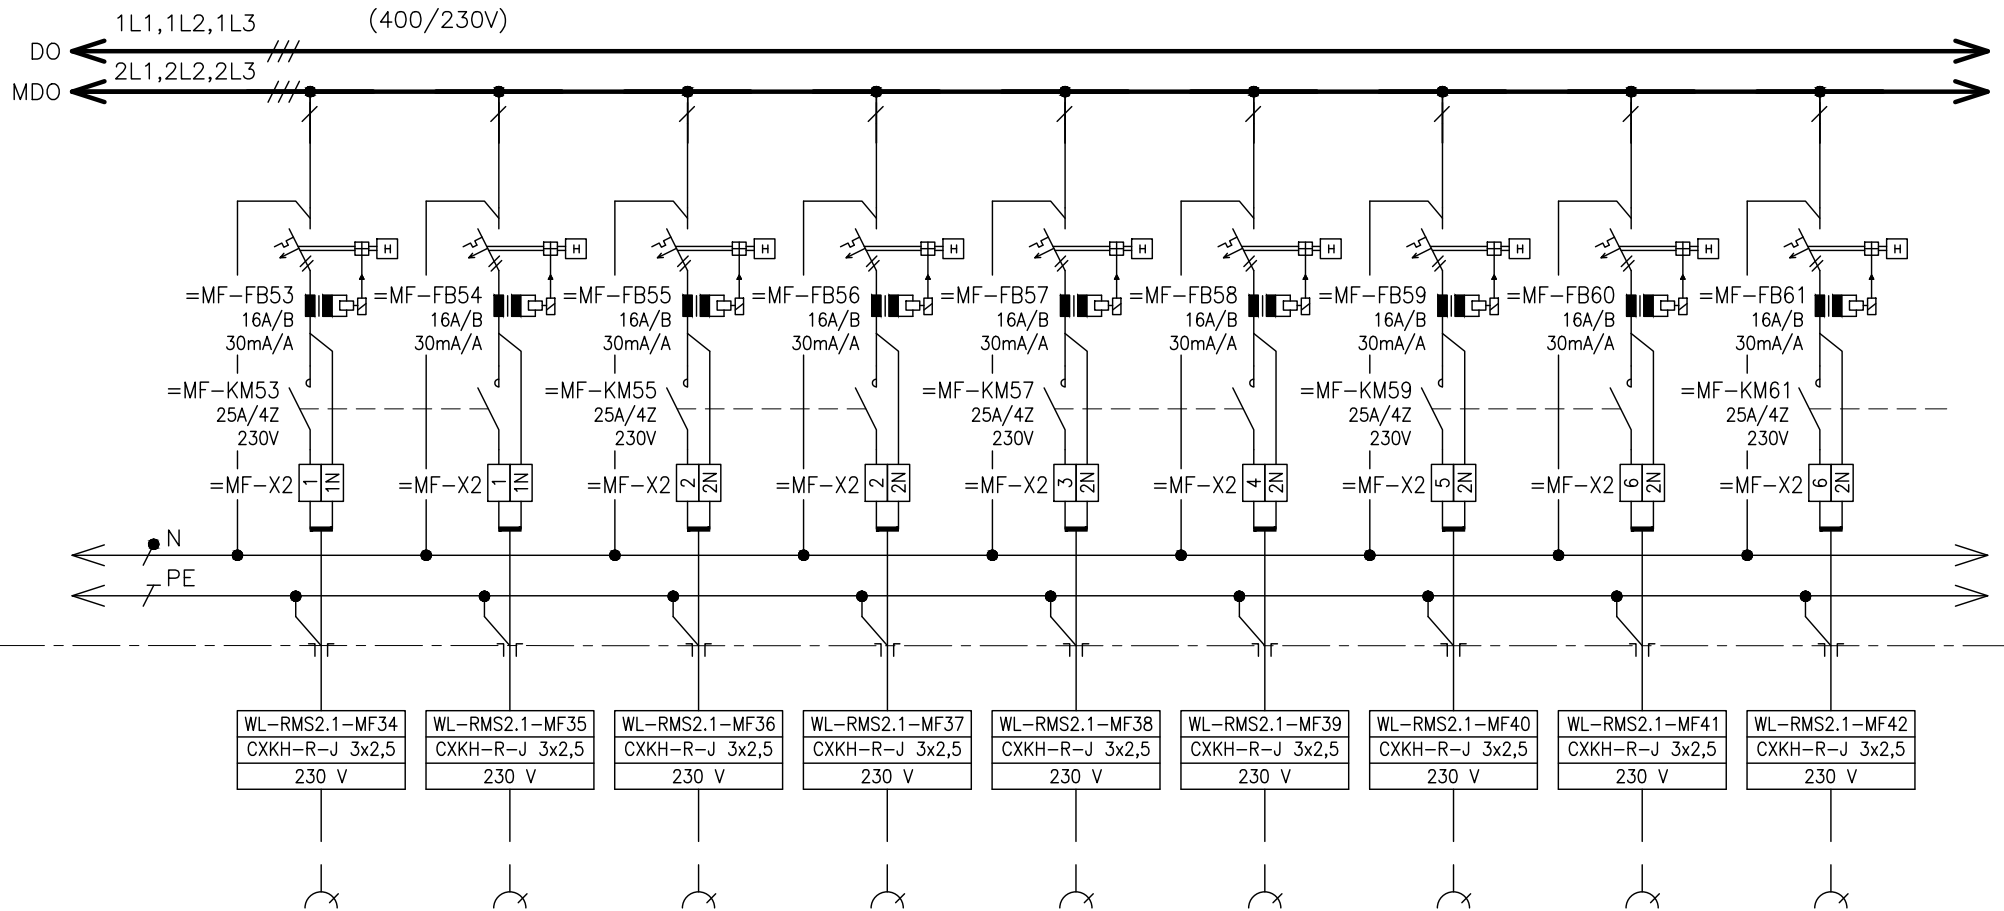 1L1,1L2,1L3 (400/230V)
DO
2L1,2L2,2L3
MDO
H H H H H H H H H
=MF-FB53 =MF-FB54 =MF-FB55 =MF-FB56 =MF-FB57 =MF-FB58 =MF-FB59 =MF-FB60 =MF-FB61
16A/B 16A/B 16A/B 16A/B 16A/B 16A/B 16A/B 16A/B 16A/B
30mA/A 30mA/A 30mA/A 30mA/A 30mA/A 30mA/A 30mA/A 30mA/A 30mA/A
=MF-KM53 =MF-KM55 =MF-KM57 =MF-KM59 =MF-KM61
25A/4Z 25A/4Z 25A/4Z 25A/4Z 25A/4Z
230V 230V 230V 230V 230V
=MF-X2 1 1N =MF-X2 1 1N =MF-X2 2 2N =MF-X2 2 2N =MF-X2 3 2N =MF-X2 4 2N =MF-X2 5 2N =MF-X2 6 2N =MF-X2 6 2N
N
PE
WL-RMS2.1-MF34 WL-RMS2.1-MF35 WL-RMS2.1-MF36 WL-RMS2.1-MF37 WL-RMS2.1-MF38 WL-RMS2.1-MF39 WL-RMS2.1-MF40 WL-RMS2.1-MF41 WL-RMS2.1-MF42
CXKH-R-J 3x2,5 CXKH-R-J 3x2,5 CXKH-R-J 3x2,5 CXKH-R-J 3x2,5 CXKH-R-J 3x2,5 CXKH-R-J 3x2,5 CXKH-R-J 3x2,5 CXKH-R-J 3x2,5 CXKH-R-J 3x2,5
230 V 230 V 230 V 230 V 230 V 230 V 230 V 230 V 230 V